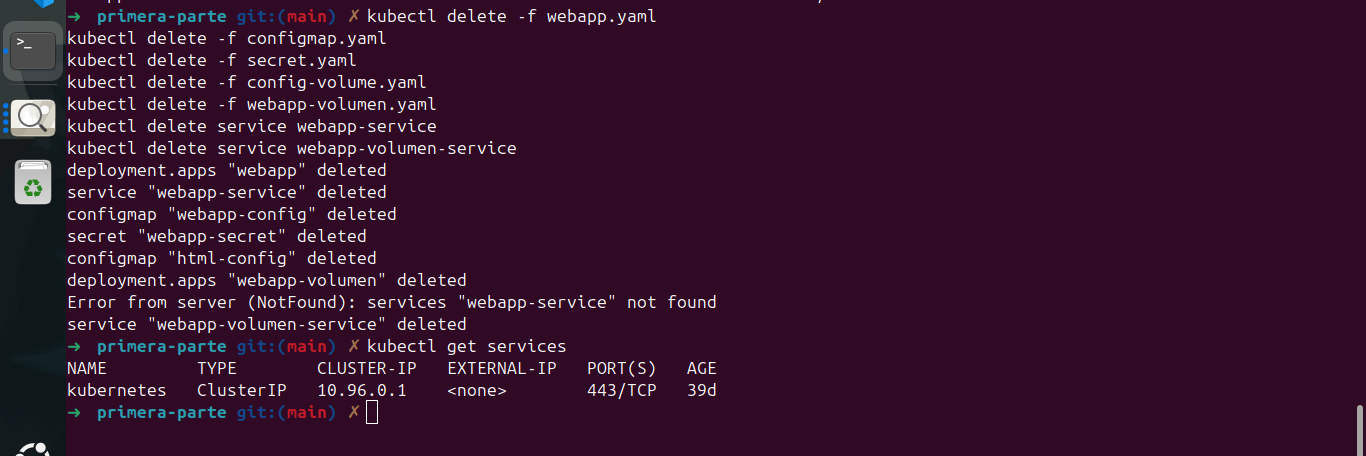 ➜  primera-parte git:(main) ✗ kubectl delete -f webapp.yaml
kubectl delete -f configmap.yaml
kubectl delete -f secret.yaml
kubectl delete -f config-volume.yaml
kubectl delete -f webapp-volumen.yaml
kubectl delete service webapp-service
kubectl delete service webapp-volumen-service
deployment.apps "webapp" deleted
service "webapp-service" deleted
configmap "webapp-config" deleted
secret "webapp-secret" deleted
configmap "html-config" deleted
deployment.apps "webapp-volumen" deleted
Error from server (NotFound): services "webapp-service" not found
service "webapp-volumen-service" deleted
➜  primera-parte git:(main) ✗ kubectl get services
NAME         TYPE        CLUSTER-IP   EXTERNAL-IP   PORT(S)   AGE
kubernetes   ClusterIP   10.96.0.1    <none>        443/TCP   39d
➜  primera-parte git:(main) ✗